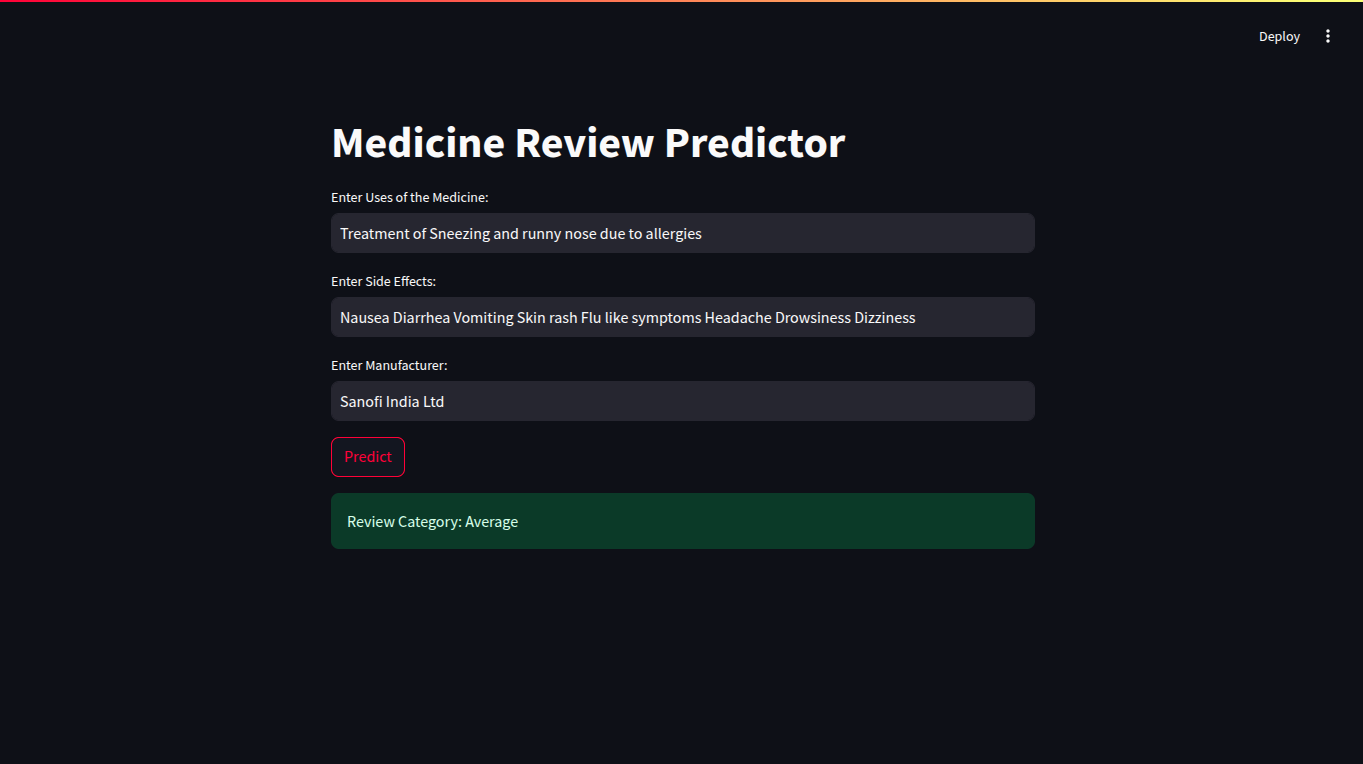 Deploy
Medicine Review Predictor
Enter Uses of the Medicine:
Treatment of Sneezing and runny nose due to allergies
Enter Side Effects:
Nausea Diarrhea Vomiting Skin rash Flu like symptoms Headache Drowsiness Dizziness
Enter Manufacturer:
Sanofi India Ltd
Predict
Review Category: Average